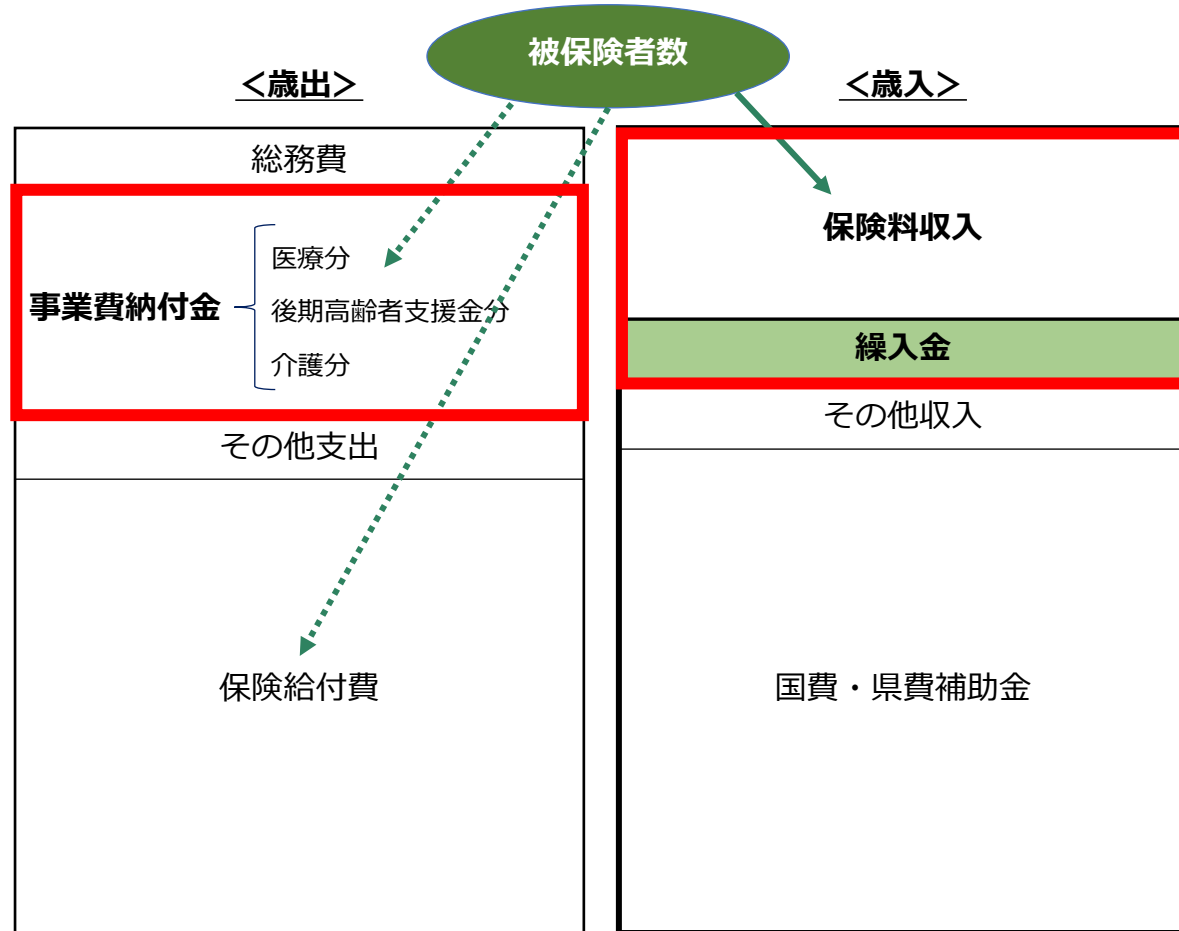 被保険者数
<歳出>
<歳入>
総務費
事業費納付金
医療分
後期高齢者支援金分
介護分
その他支出
保険給付費
保険料収入
繰入金
その他収入
国費・県費補助金